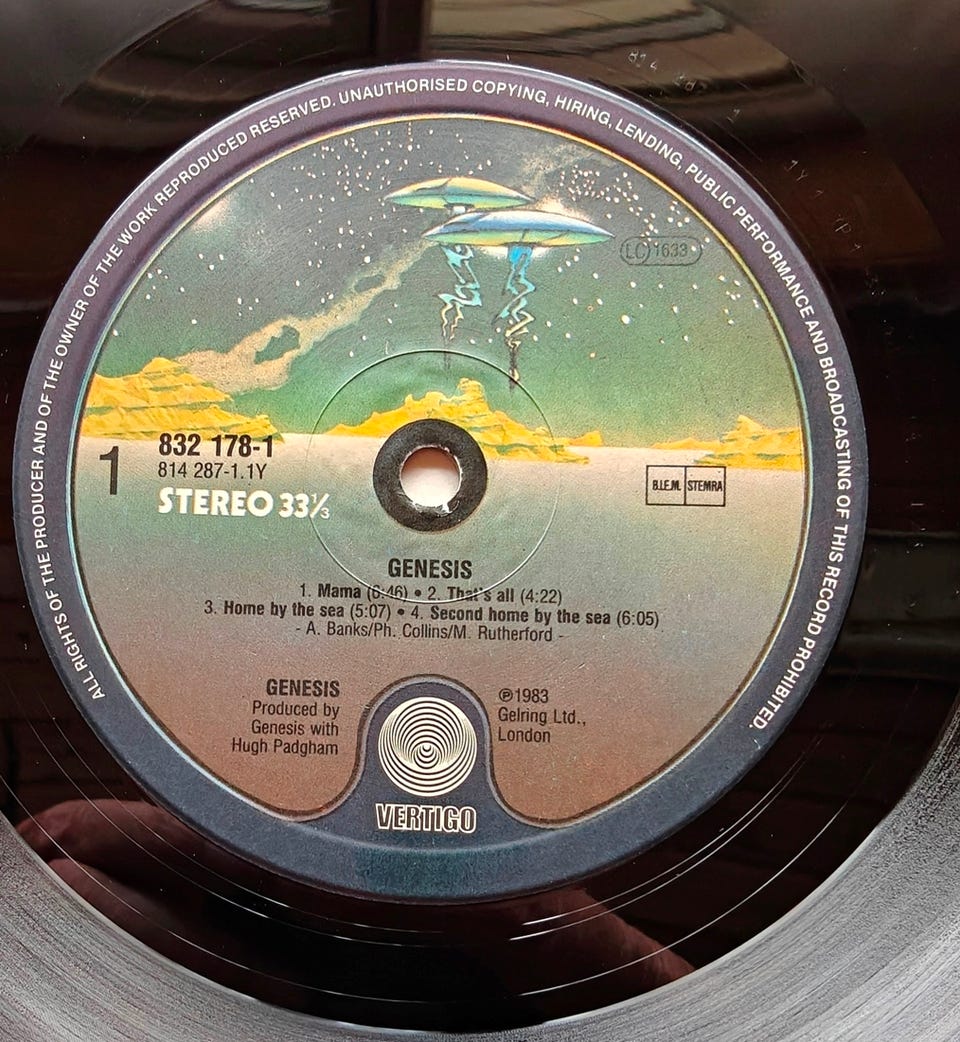 ALL RIGHTS OF THE PRODUCER AND OF THE OWNER OF THE WORK REPRODUCED RESERVED. UNAUTHORISED COPYING, HIRING, LENDING, PUBLIC PERFORMANCE AND BROADCASTING OF THIS RECORD PROHIBITED.
LC 1633
1
832 178-1
814 287-1.1Y
STEREO 33⅓
B.I.E.M. STEMRA
GENESIS
1. Mama (6:46) • 2. That's all (4:22)
3. Home by the sea (5:07) • 4. Second home by the sea (6:05)
- A. Banks/Ph. Collins/M. Rutherford -
GENESIS
Produced by
Genesis with
Hugh Padgham
℗1983
Gelring Ltd.,
London
VERTIGO